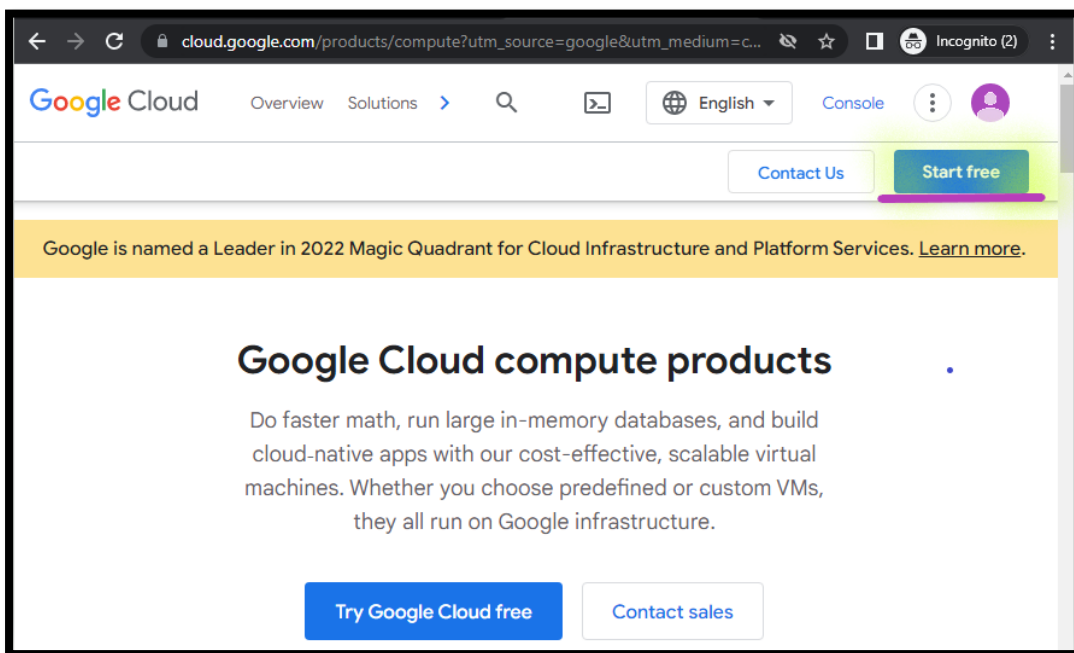 cloud.google.com/products/compute?utm_source=google&utm_medium=c... Incognito (2)
Google Cloud Overview Solutions English Console
Contact Us Start free
Google is named a Leader in 2022 Magic Quadrant for Cloud Infrastructure and Platform Services. Learn more.
Google Cloud compute products
Do faster math, run large in-memory databases, and build
cloud-native apps with our cost-effective, scalable virtual
machines. Whether you choose predefined or custom VMs,
they all run on Google infrastructure.
Try Google Cloud free Contact sales